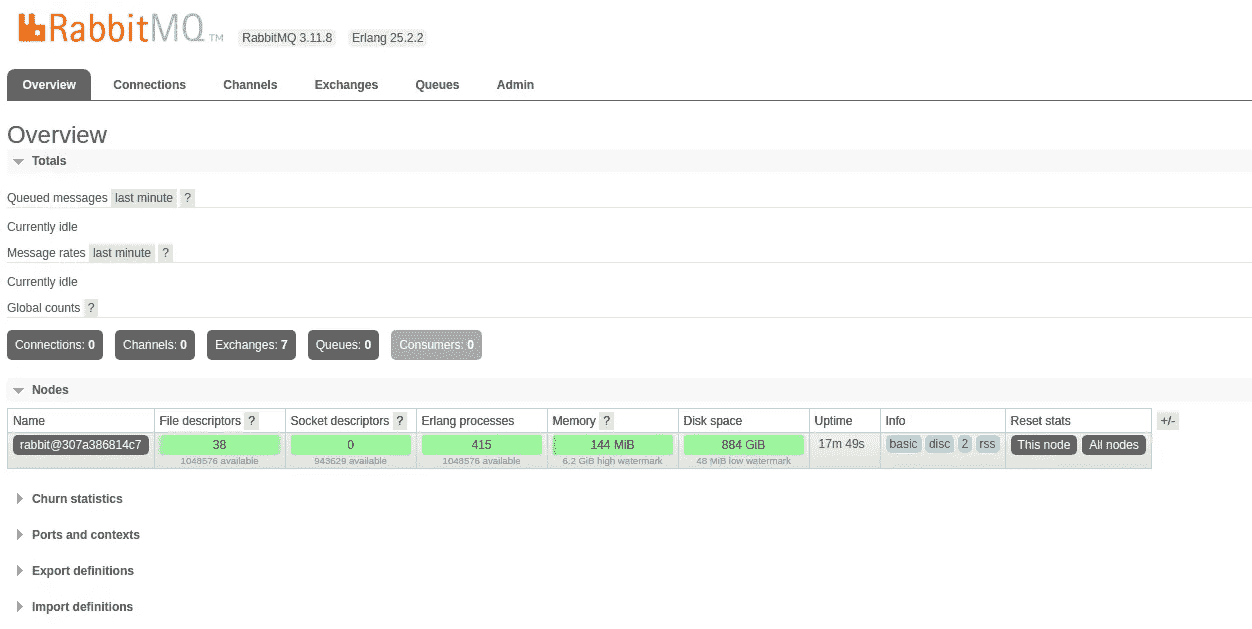 RabbitMQ TM RabbitMQ 3.11.8 Erlang 25.2.2
Overview Connections Channels Exchanges Queues Admin
Overview
Totals
Queued messages last minute ?
Currently idle
Message rates last minute ?
Currently idle
Global counts ?
Connections: 0 Channels: 0 Exchanges: 7 Queues: 0 Consumers: 0
Nodes
Name File descriptors ? Socket descriptors ? Erlang processes Memory ? Disk space Uptime Info Reset stats +/-
rabbit@307a386814c7 38 0 415 144 MiB 884 GiB 17m 49s basic disc 2 rss This node All nodes
1048576 available 943629 available 1048576 available 6.2 GiB high watermark 48 MiB low watermark
Churn statistics
Ports and contexts
Export definitions
Import definitions